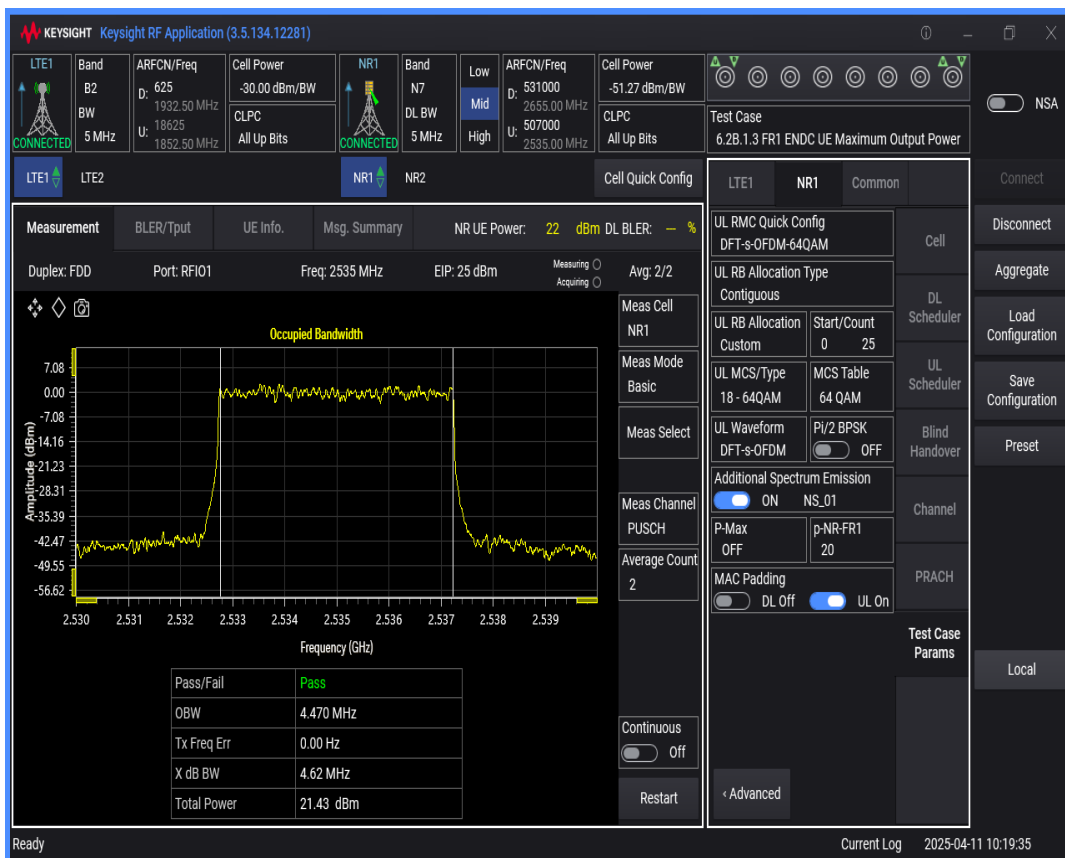 KEYSIGHT Keysight RF Application (3.5.134.12281)
LTE1
CONNECTED
Band
B2
BW
5 MHz
ARFCN/Freq
D: 625
1932.50 MHz
U: 18625
1852.50 MHz
Cell Power
-30.00 dBm/BW
CLPC
All Up Bits
NR1
CONNECTED
Band
N7
DL BW
5 MHz
Low
Mid
High
ARFCN/Freq
D: 531000
2655.00 MHz
U: 507000
2535.00 MHz
Cell Power
-51.27 dBm/BW
CLPC
All Up Bits
Test Case
6.2B.1.3 FR1 ENDC UE Maximum Output Power
NSA
LTE1 LTE2 NR1 NR2 Cell Quick Config
Measurement BLER/Tput UE Info. Msg. Summary NR UE Power: 22 dBm DL BLER: -- %
Duplex: FDD Port: RFIO1 Freq: 2535 MHz EIP: 25 dBm Measuring Acquiring Avg: 2/2
Occupied Bandwidth
Amplitude (dBm)
7.08
0.00
-7.08
-14.16
-21.23
-28.31
-35.39
-42.47
-49.55
-56.62
2.530 2.531 2.532 2.533 2.534 2.535 2.536 2.537 2.538 2.539
Frequency (GHz)
Pass/Fail Pass
OBW 4.470 MHz
Tx Freq Err 0.00 Hz
X dB BW 4.62 MHz
Total Power 21.43 dBm
Meas Cell
NR1
Meas Mode
Basic
Meas Select
Meas Channel
PUSCH
Average Count
2
Continuous
Off
Restart
LTE1 NR1 Common
UL RMC Quick Config
DFT-s-OFDM-64QAM
UL RB Allocation Type
Contiguous
UL RB Allocation
Custom
Start/Count
0 25
UL MCS/Type
18 - 64QAM
MCS Table
64 QAM
UL Waveform
DFT-s-OFDM
Pi/2 BPSK
OFF
Additional Spectrum Emission
ON NS_01
P-Max
OFF
p-NR-FR1
20
MAC Padding
DL Off UL On
‹ Advanced
Cell
DL
Scheduler
UL
Scheduler
Blind
Handover
Channel
PRACH
Test Case
Params
Connect
Disconnect
Aggregate
Load
Configuration
Save
Configuration
Preset
Local
Ready Current Log 2025-04-11 10:19:35